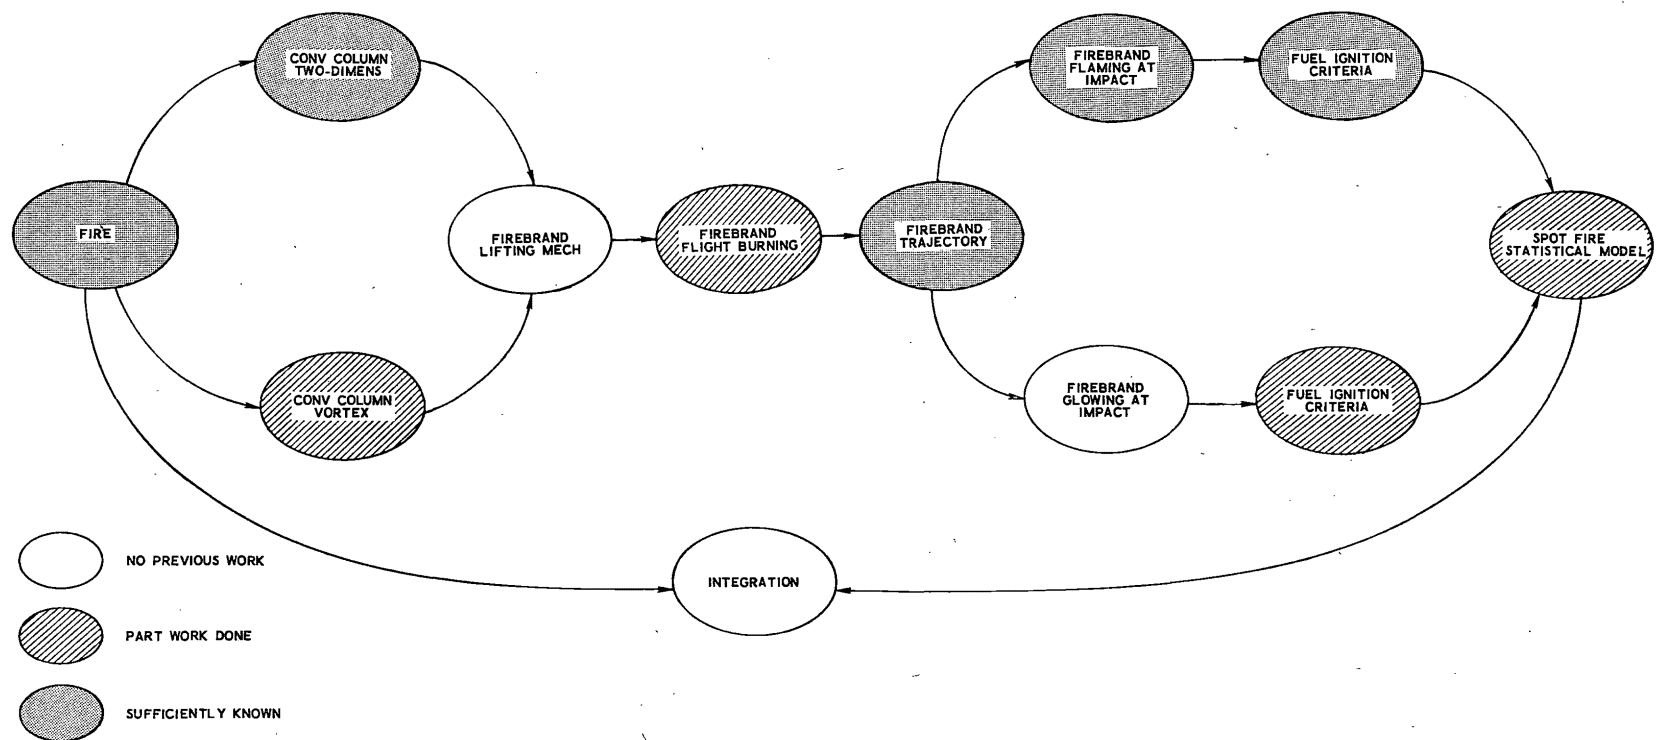 CONV COLUMN
TWO-DIMENS
FIREBRAND
FLAMING AT
IMPACT
FUEL IGNITION
CRITERIA
FIRE
FIREBRAND
LIFTING MECH
FIREBRAND
FLIGHT BURNING
FIREBRAND
TRAJECTORY
SPOT FIRE
STATISTICAL MODEL
CONV COLUMN
VORTEX
FIREBRAND
GLOWING AT
IMPACT
FUEL IGNITION
CRITERIA
INTEGRATION
NO PREVIOUS WORK
PART WORK DONE
SUFFICIENTLY KNOWN